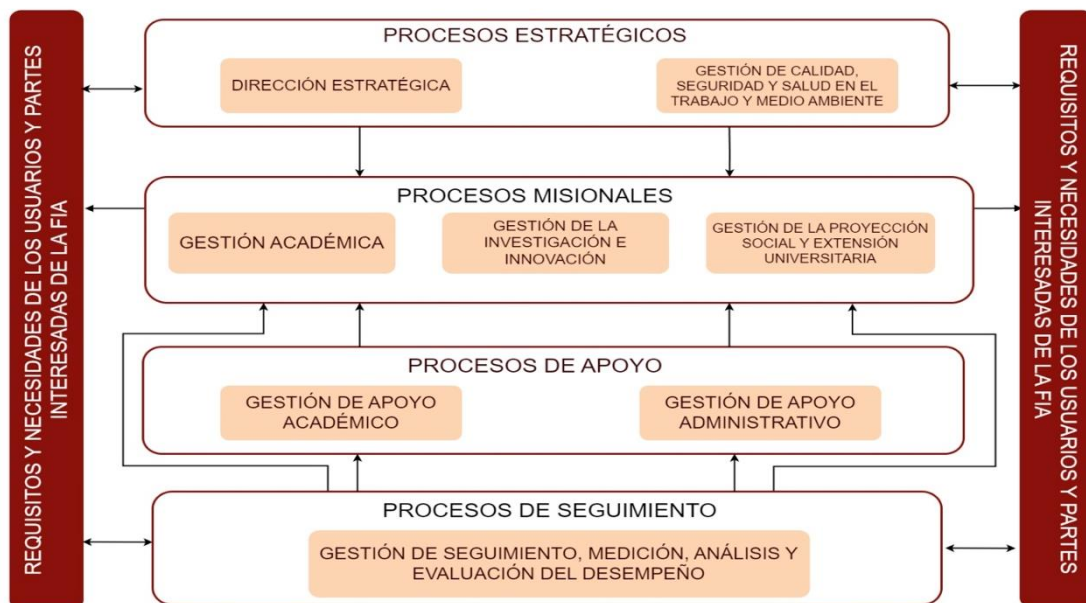 REQUISITOS Y NECESIDADES DE LOS USUARIOS Y PARTES
INTERESADAS DE LA FIA
PROCESOS ESTRATÉGICOS
DIRECCIÓN ESTRATÉGICA
GESTIÓN DE CALIDAD,
SEGURIDAD Y SALUD EN EL
TRABAJO Y MEDIO AMBIENTE
PROCESOS MISIONALES
GESTIÓN ACADÉMICA
GESTIÓN DE LA
INVESTIGACIÓN E
INNOVACIÓN
GESTIÓN DE LA PROYECCIÓN
SOCIAL Y EXTENSIÓN
UNIVERSITARIA
PROCESOS DE APOYO
GESTIÓN DE APOYO
ACADÉMICO
GESTIÓN DE APOYO
ADMINISTRATIVO
PROCESOS DE SEGUIMIENTO
GESTIÓN DE SEGUIMIENTO, MEDICIÓN, ANÁLISIS Y
EVALUACIÓN DEL DESEMPEÑO
REQUISITOS Y NECESIDADES DE LOS USUARIOS Y PARTES
INTERESADAS DE LA FIA